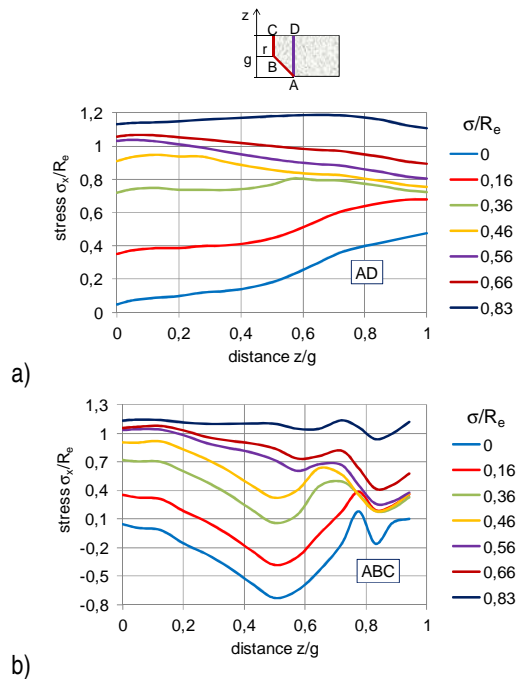 z
C D
g r
B
A
stress σx/Re
1,2
1
0,8
0,6
0,4
0,2
0
0 0,2 0,4 0,6 0,8 1
distance z/g
AD
σ/Re
0
0,16
0,36
0,46
0,56
0,66
0,83
a)
stress σx/Re
1,3
1
0,7
0,4
0,1
-0,2
-0,5
-0,8
0 0,2 0,4 0,6 0,8 1
distance z/g
ABC
σ/Re
0
0,16
0,36
0,46
0,56
0,66
0,83
b)